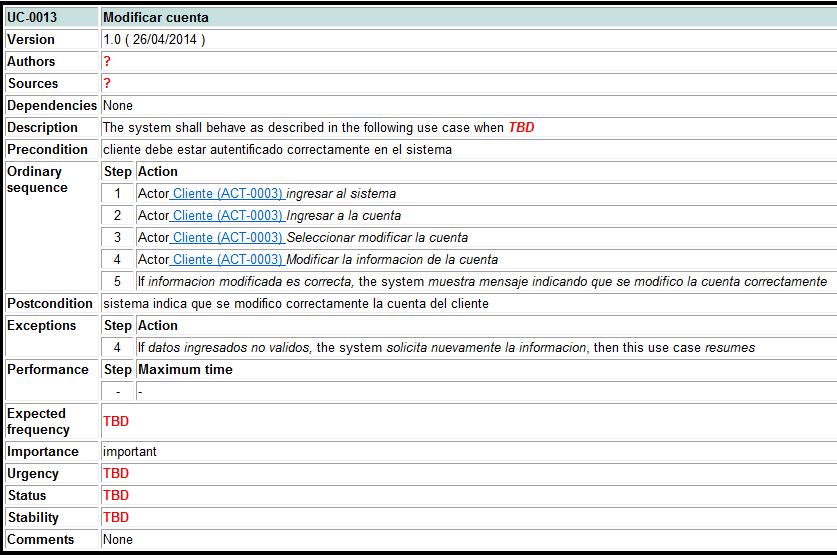 UC-0013 Modificar cuenta
Version 1.0 ( 26/04/2014 )
Authors ?
Sources ?
Dependencies None
Description The system shall behave as described in the following use case when TBD
Precondition cliente debe estar autentificado correctamente en el sistema
Ordinary sequence Step Action
1 Actor Cliente (ACT-0003) ingresar al sistema
2 Actor Cliente (ACT-0003) Ingresar a la cuenta
3 Actor Cliente (ACT-0003) Seleccionar modificar la cuenta
4 Actor Cliente (ACT-0003) Modificar la informacion de la cuenta
5 If informacion modificada es correcta, the system muestra mensaje indicando que se modifico la cuenta correctamente
Postcondition sistema indica que se modifico correctamente la cuenta del cliente
Exceptions Step Action
4 If datos ingresados no validos, the system solicita nuevamente la informacion, then this use case resumes
Performance Step Maximum time
- -
Expected frequency TBD
Importance important
Urgency TBD
Status TBD
Stability TBD
Comments None